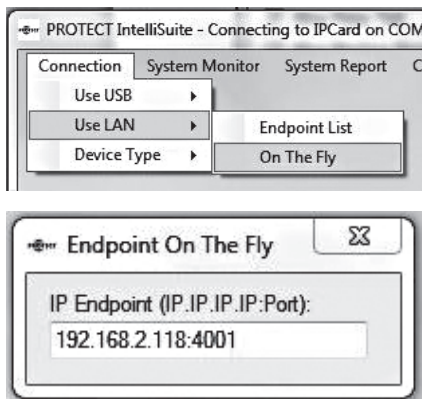 PROTECT IntelliSuite - Connecting to IPCard on COM
Connection System Monitor System Report C
Use USB
Use LAN
Endpoint List
Device Type
On The Fly
Endpoint On The Fly
IP Endpoint (IP.IP.IP.IP:Port):
192.168.2.118:4001